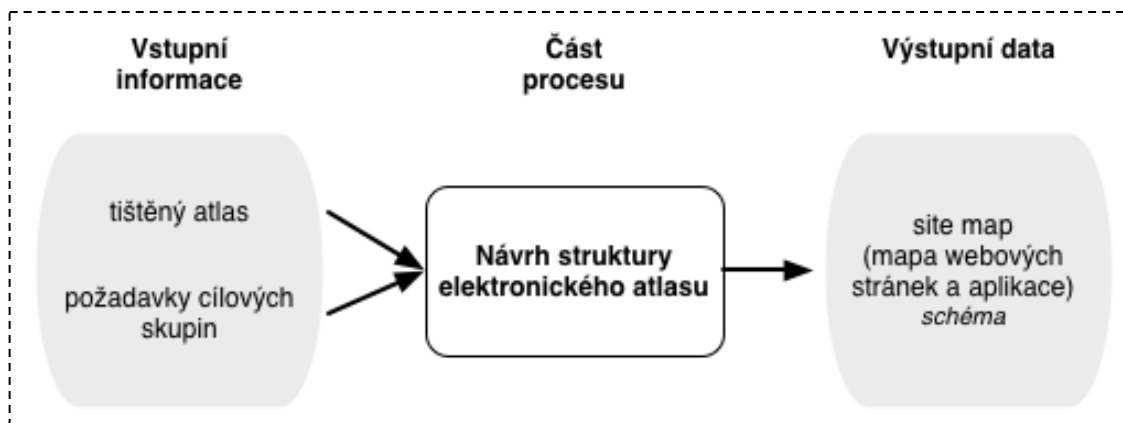 Vstupní
informace
Část
procesu
Výstupní data
tištěný atlas
požadavky cílových
skupin
Návrh struktury
elektronického atlasu
site map
(mapa webových
stránek a aplikace)
schéma